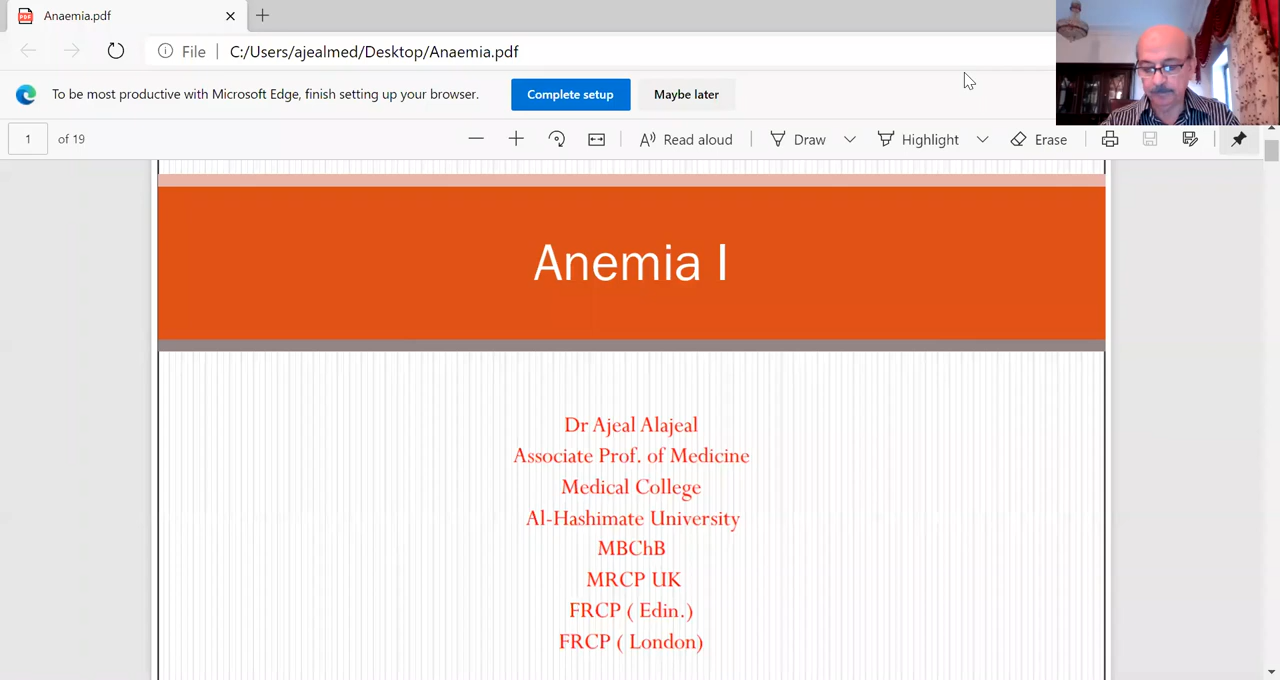 Anaemia.pdf
File C:/Users/ajealmed/Desktop/Anaemia.pdf
To be most productive with Microsoft Edge, finish setting up your browser. Complete setup Maybe later
1 of 19 Read aloud Draw Highlight Erase
Anemia I
Dr Ajeal Alajeal
Associate Prof. of Medicine
Medical College
Al-Hashimate University
MBChB
MRCP UK
FRCP ( Edin.)
FRCP ( London)